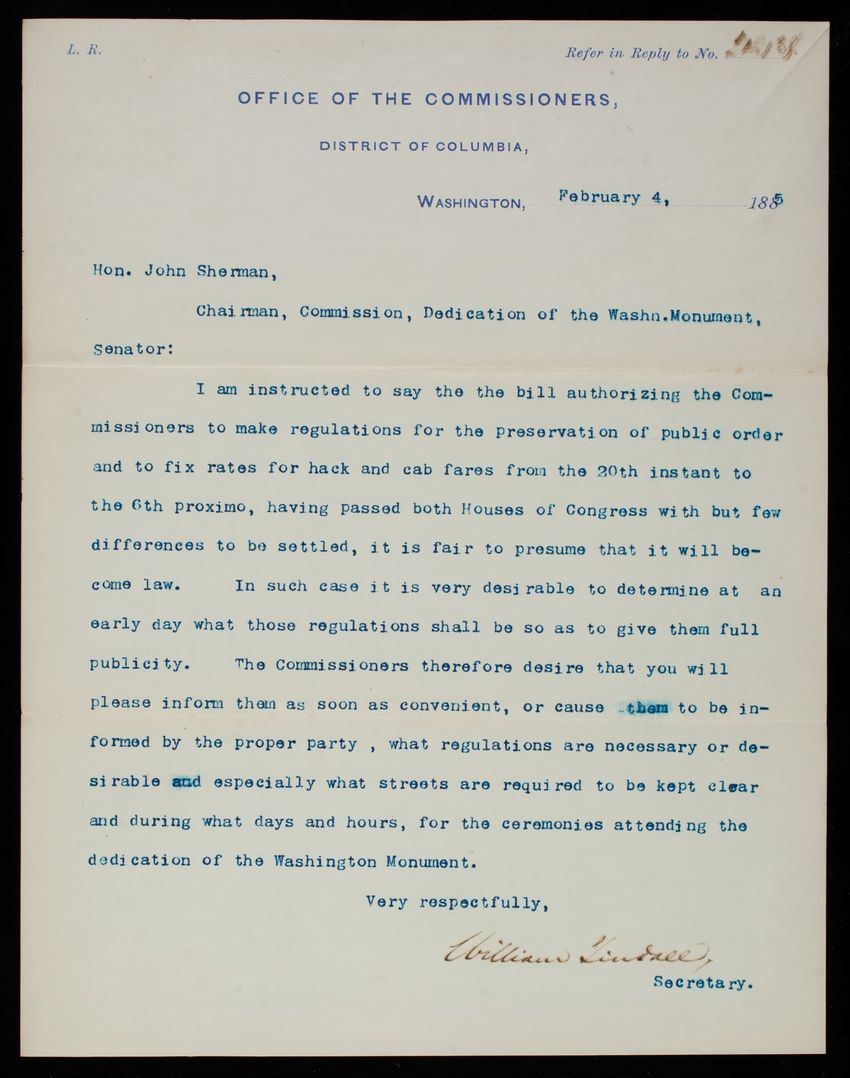 L. R.
Refer in Reply to No.
OFFICE OF THE COMMISSIONERS,
DISTRICT OF COLUMBIA,
WASHINGTON, February 4, 1885
Hon. John Sherman,
Chairman, Commission, Dedication of the Washn.Monument,
Senator:
I am instructed to say the the bill authorizing the Com-
missioners to make regulations for the preservation of public order
and to fix rates for hack and cab fares from the 20th instant to
the 6th proximo, having passed both Houses of Congress with but few
differences to be settled, it is fair to presume that it will be-
come law. In such case it is very desirable to determine at an
early day what those regulations shall be so as to give them full
publicity. The Commissioners therefore desire that you will
please inform them as soon as convenient, or cause them to be in-
formed by the proper party , what regulations are necessary or de-
sirable and especially what streets are required to be kept clear
and during what days and hours, for the ceremonies attending the
dedication of the Washington Monument.
Very respectfully,
William Tindall,
Secretary.